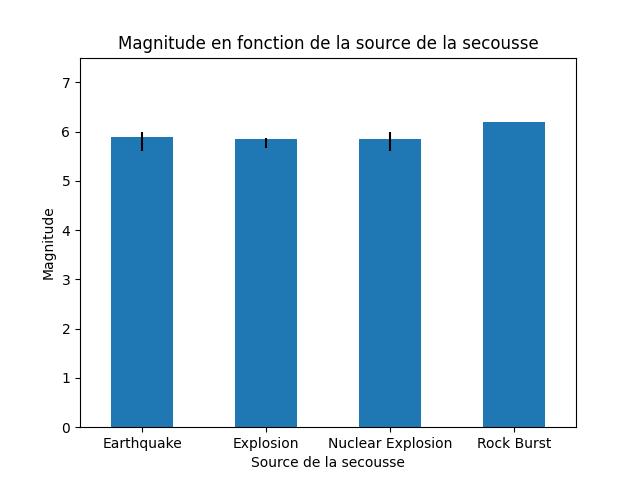 Magnitude en fonction de la source de la secousse
7
6
5
4
3
2
1
0
Magnitude
Earthquake Explosion Nuclear Explosion Rock Burst
Source de la secousse